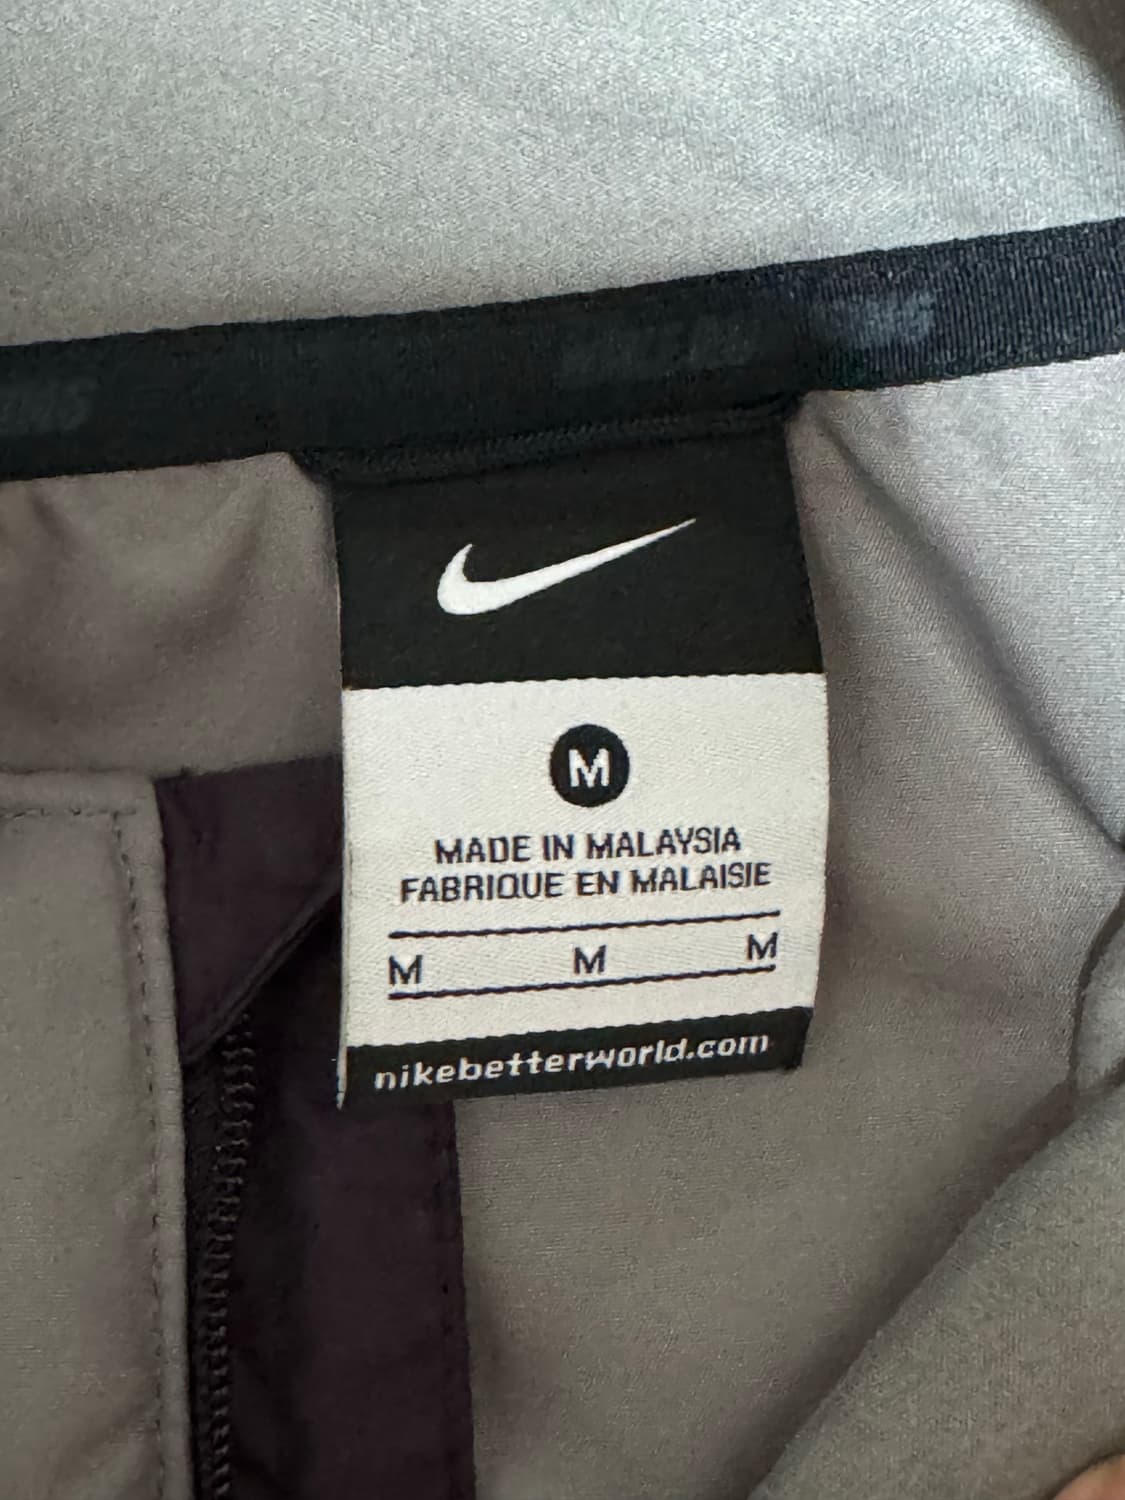 M
MADE IN MALAYSIA
FABRIQUE EN MALAISIE
M M M
nikebetterworld.com